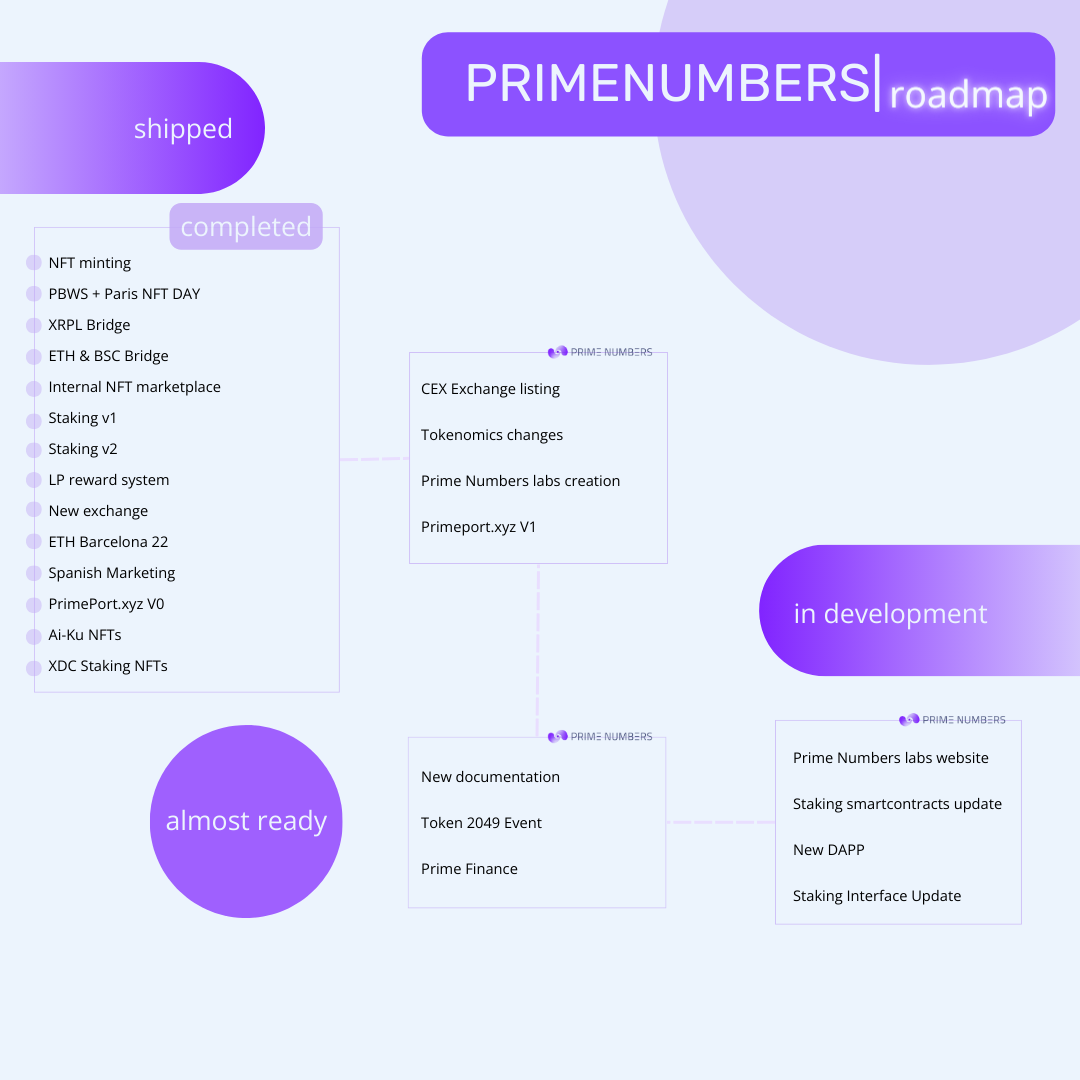 PRIMENUMBERS| roadmap
shipped
completed
NFT minting
PBWS + Paris NFT DAY
XRPL Bridge
ETH & BSC Bridge
Internal NFT marketplace
Staking v1
Staking v2
LP reward system
New exchange
ETH Barcelona 22
Spanish Marketing
PrimePort.xyz V0
Ai-Ku NFTs
XDC Staking NFTs
PRIME NUMBERS
CEX Exchange listing
Tokenomics changes
Prime Numbers labs creation
Primeport.xyz V1
almost ready
PRIME NUMBERS
New documentation
Token 2049 Event
Prime Finance
in development
PRIME NUMBERS
Prime Numbers labs website
Staking smartcontracts update
New DAPP
Staking Interface Update